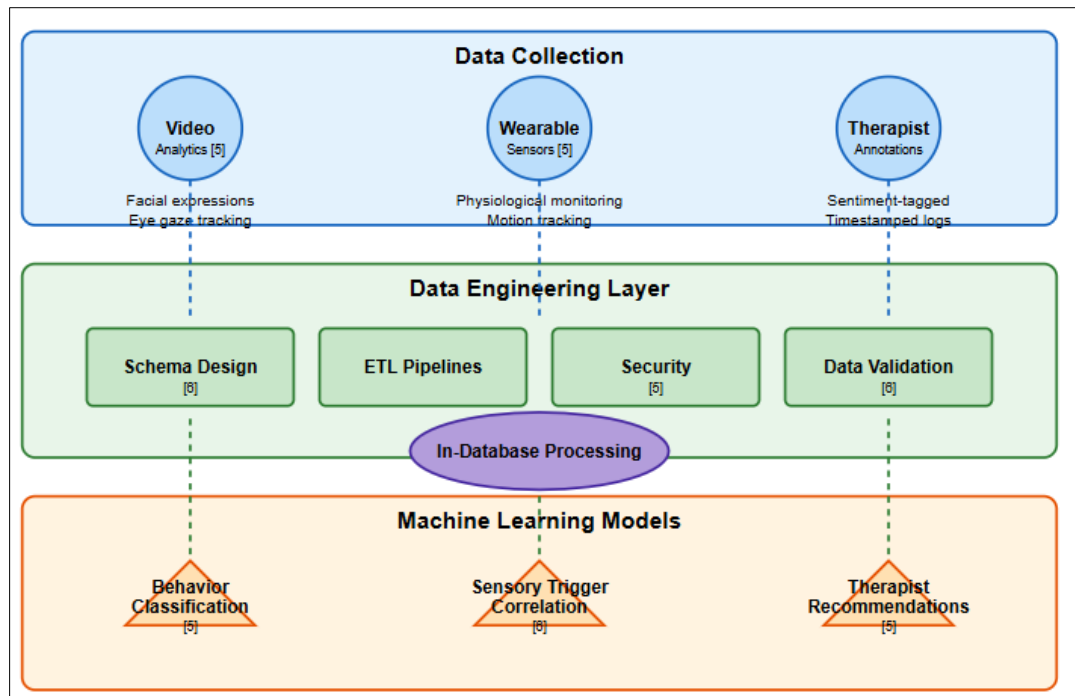 Data Collection
Video
Analytics [5]
Wearable
Sensors [5]
Therapist
Annotations
Facial expressions
Eye gaze tracking
Physiological monitoring
Motion tracking
Sentiment-tagged
Timestamped logs
Data Engineering Layer
Schema Design
[6]
ETL Pipelines
Security
[5]
Data Validation
[6]
In-Database Processing
Machine Learning Models
Behavior
Classification
[5]
Sensory Trigger
Correlation
[6]
Therapist
Recommendations
[5]